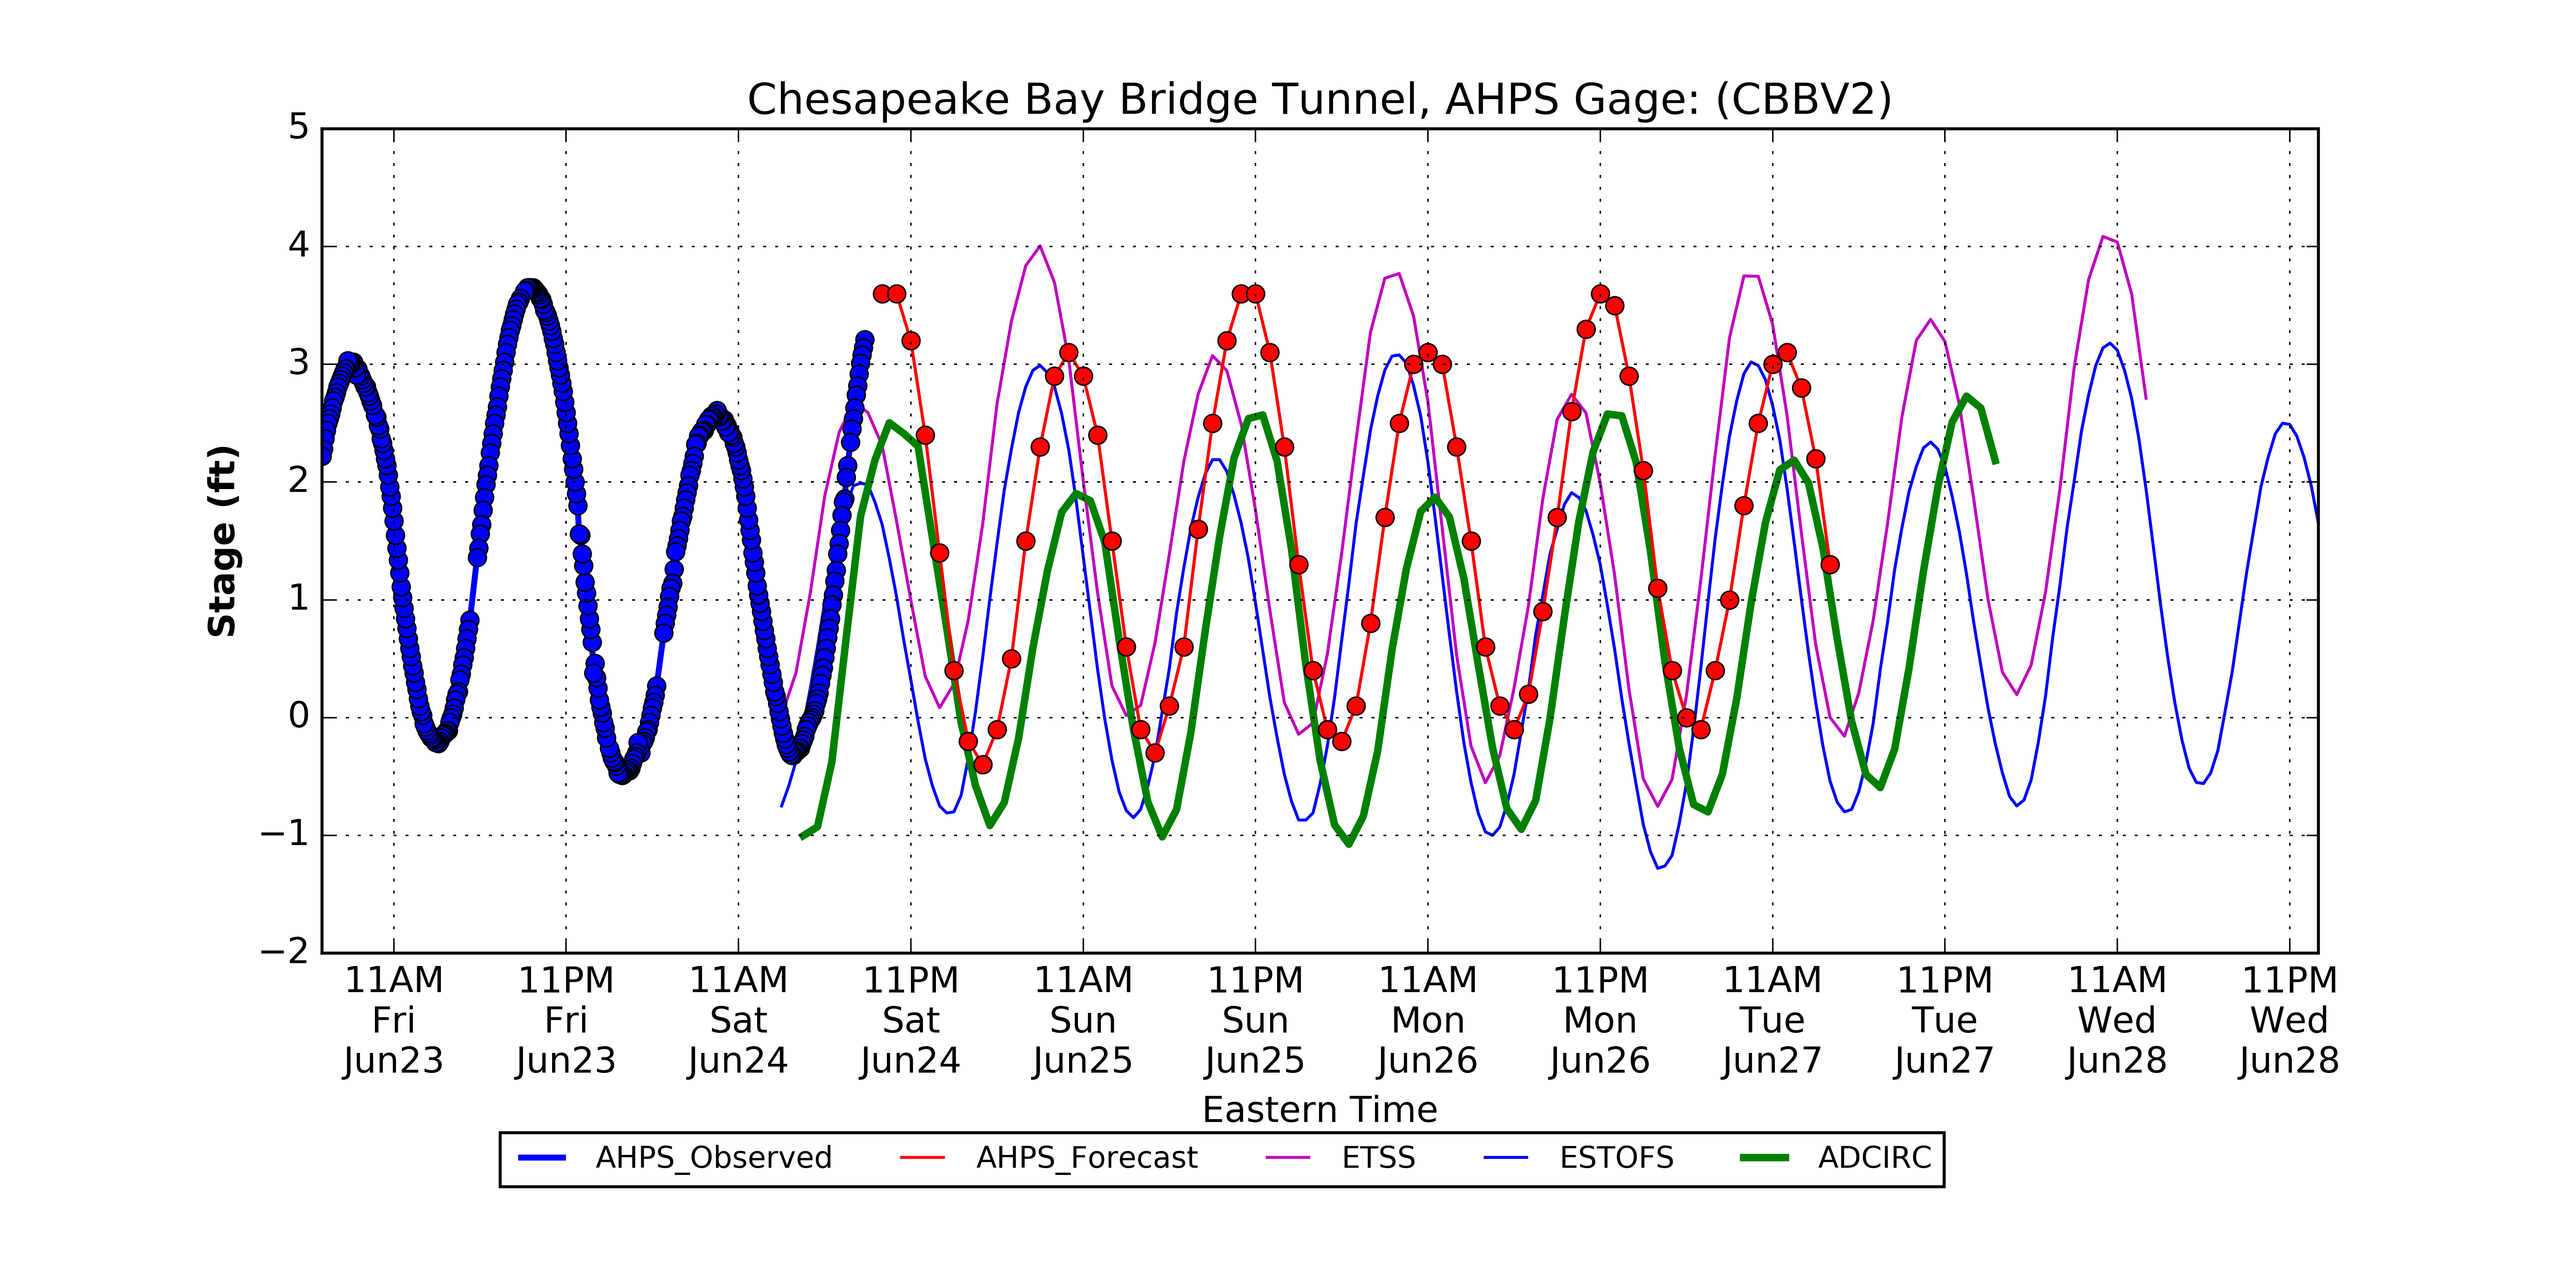 Chesapeake Bay Bridge Tunnel, AHPS Gage: (CBBV2)
5
4
3
2
1
0
−1
−2
Stage (ft)
11AM 11PM 11AM 11PM 11AM 11PM 11AM 11PM 11AM 11PM 11AM 11PM
Fri Fri Sat Sat Sun Sun Mon Mon Tue Tue Wed Wed
Jun23 Jun23 Jun24 Jun24 Jun25 Jun25 Jun26 Jun26 Jun27 Jun27 Jun28 Jun28
Eastern Time
AHPS_Observed AHPS_Forecast ETSS ESTOFS ADCIRC